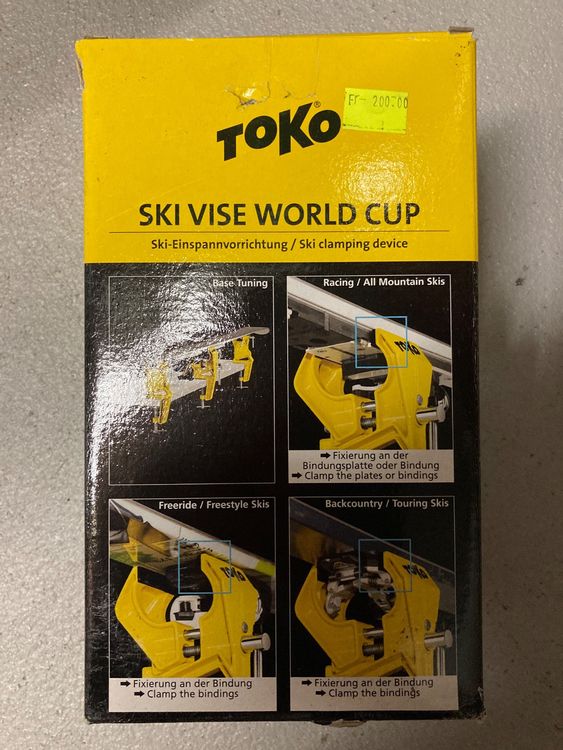 TOKO®
Fr- 200.00
SKI VISE WORLD CUP
Ski-Einspannvorrichtung / Ski clamping device
Base Tuning
Racing / All Mountain Skis
TOKO
➡ Fixierung an der
Bindungsplatte oder Bindung
➡ Clamp the plates or bindings
Freeride / Freestyle Skis
TOKO
➡ Fixierung an der Bindung
➡ Clamp the bindings
Backcountry / Touring Skis
TOKO
➡ Fixierung an der Bindung
➡ Clamp the bindings